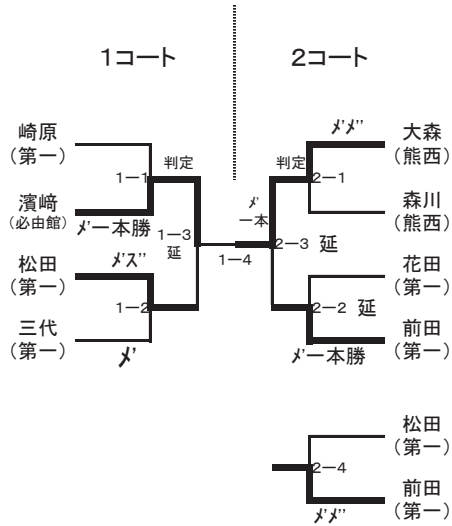 1コート
2コート
崎原
(第一)
1－1
判定
濱﨑
(必由館)
メ’一本勝
1－3
延
松田
(第一)
メ’ス’’
1－2
三代
(第一)
メ’
メ’
一本
1－4
メ’メ’’
大森
(熊西)
判定
2－1
森川
(熊西)
2－3 延
花田
(第一)
2－2 延
メ’一本勝
前田
(第一)
松田
(第一)
2－4
メ’メ’’
前田
(第一)